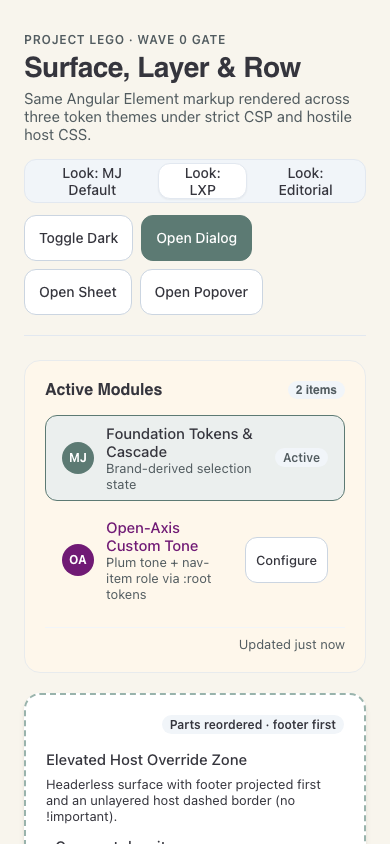 PROJECT LEGO · WAVE 0 GATE
Surface, Layer & Row
Same Angular Element markup rendered across
three token themes under strict CSP and hostile
host CSS.
Look: MJ
Default
Look:
LXP
Look:
Editorial
Toggle Dark
Open Dialog
Open Sheet
Open Popover
Active Modules
2 items
MJ
Foundation Tokens &
Cascade
Brand-derived selection
state
Active
OA
Open-Axis
Custom Tone
Plum tone + nav-
item role via :root
tokens
Configure
Updated just now
Parts reordered · footer first
Elevated Host Override Zone
Headerless surface with footer projected first
and an unlayered host dashed border (no
!important).